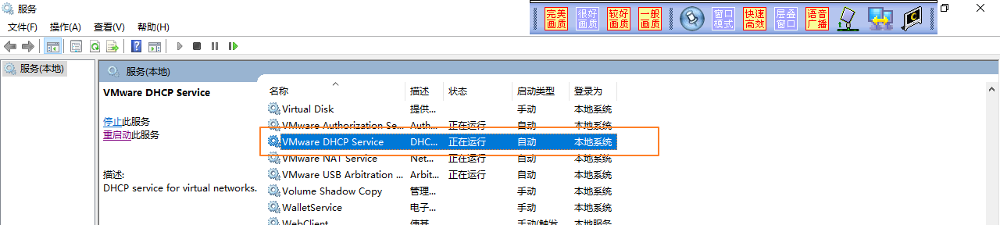 服务
文件(F) 操作(A) 查看(V) 帮助(H)
完美画质 很好画质 较好画质 一般画质 窗口模式 快速高效 层叠窗口 语音广播
服务(本地)
服务(本地)
VMware DHCP Service
停止此服务
重启动此服务
描述:
DHCP service for virtual networks.
名称 描述 状态 启动类型 登录为
Virtual Disk 提供... 手动 本地系统
VMware Authorization Se... Auth... 正在运行 自动 本地系统
VMware DHCP Service DHC... 正在运行 自动 本地系统
VMware NAT Service Net... 正在运行 自动 本地系统
VMware USB Arbitration ... Arbit... 正在运行 自动 本地系统
Volume Shadow Copy 管理... 手动 本地系统
WalletService 电子... 手动 本地系统
WebClient 使基... 手动(触发... 本地服务